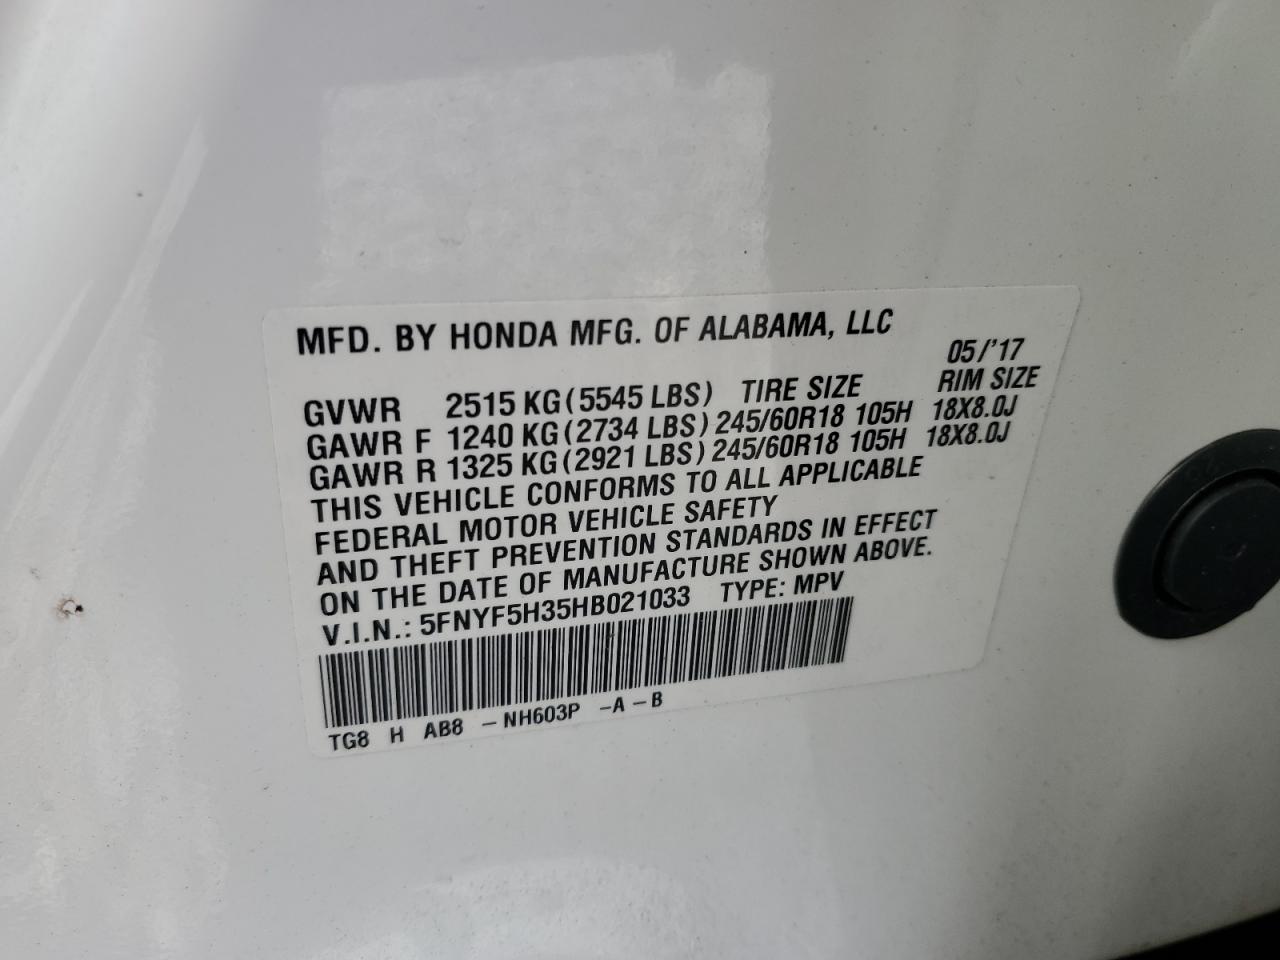 MFD. BY HONDA MFG. OF ALABAMA, LLC
05/'17
GVWR 2515 KG (5545 LBS) TIRE SIZE RIM SIZE
GAWR F 1240 KG (2734 LBS) 245/60R18 105H 18X8.0J
GAWR R 1325 KG (2921 LBS) 245/60R18 105H 18X8.0J
THIS VEHICLE CONFORMS TO ALL APPLICABLE
FEDERAL MOTOR VEHICLE SAFETY
AND THEFT PREVENTION STANDARDS IN EFFECT
ON THE DATE OF MANUFACTURE SHOWN ABOVE.
V.I.N.: 5FNYF5H35HB021033 TYPE: MPV
TG8 H AB8 - NH603P - A - B